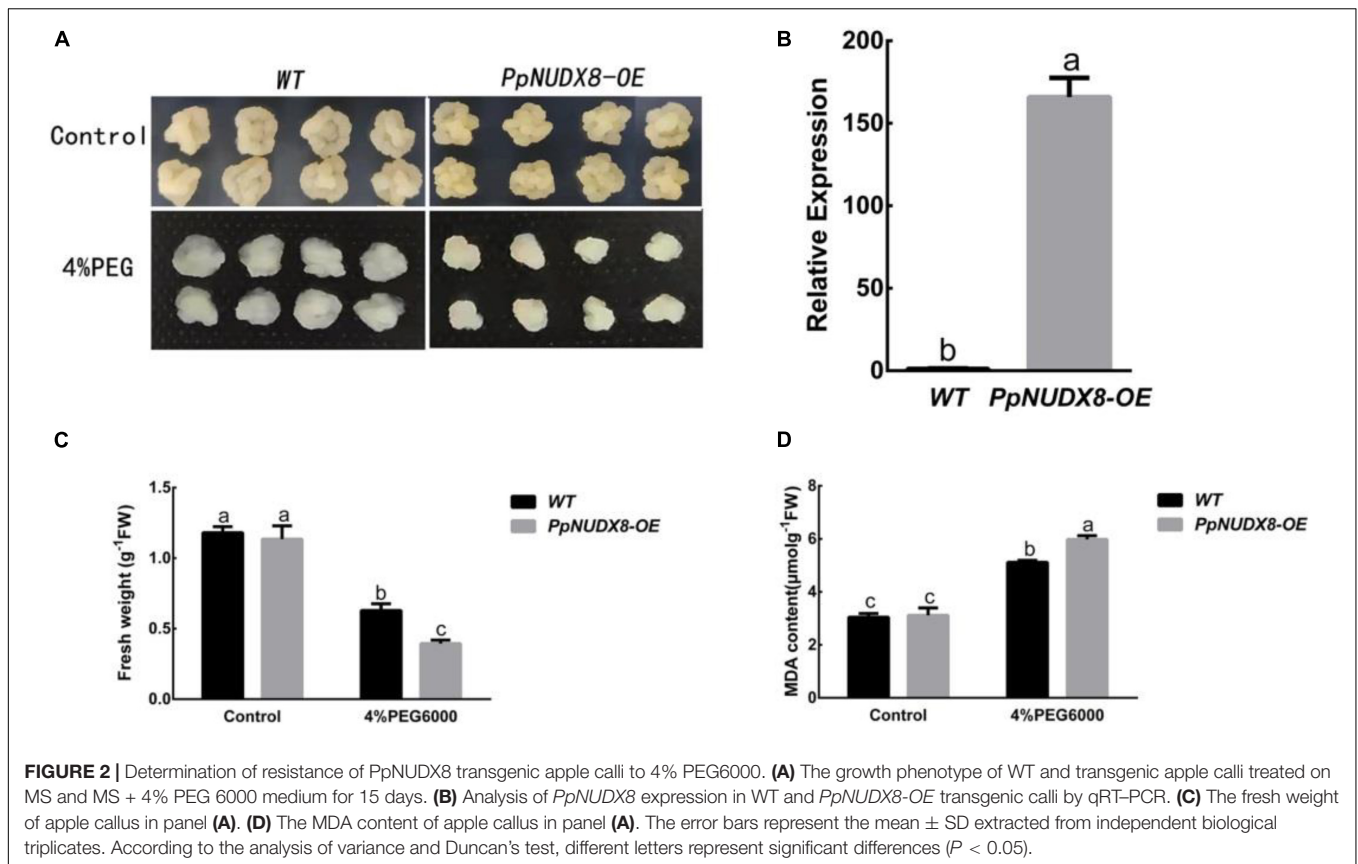 A
WT PpNUDX8-OE
Control
4%PEG
B
200
150
100
50
0
Relative Expression
a
b
WT PpNUDX8-OE
C
1.5
1.0
0.5
0.0
Fresh weight (g⁻¹FW)
a a
b
c
Control 4%PEG6000
WT
PpNUDX8-OE
D
8
6
4
2
0
MDA content(μmolg⁻¹FW)
c c
b
a
Control 4%PEG6000
WT
PpNUDX8-OE
FIGURE 2 | Determination of resistance of PpNUDX8 transgenic apple calli to 4% PEG6000. (A) The growth phenotype of WT and transgenic apple calli treated on
MS and MS + 4% PEG 6000 medium for 15 days. (B) Analysis of PpNUDX8 expression in WT and PpNUDX8-OE transgenic calli by qRT–PCR. (C) The fresh weight
of apple callus in panel (A). (D) The MDA content of apple callus in panel (A). The error bars represent the mean ± SD extracted from independent biological
triplicates. According to the analysis of variance and Duncan's test, different letters represent significant differences (P < 0.05).